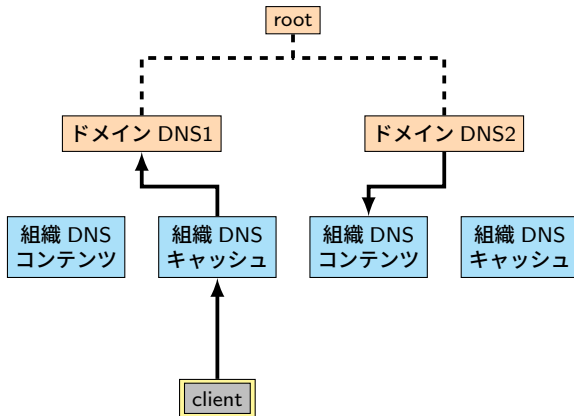 root
ドメイン DNS1
ドメイン DNS2
組織 DNS
コンテンツ
組織 DNS
キャッシュ
組織 DNS
コンテンツ
組織 DNS
キャッシュ
client